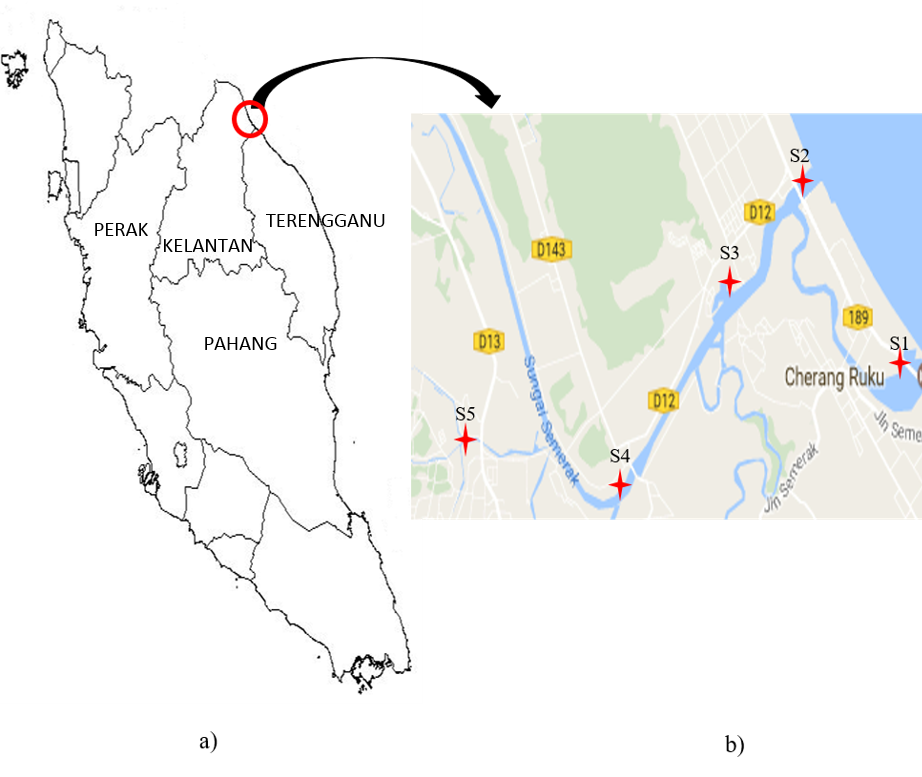 PERAK
KELANTAN
TERENGGANU
PAHANG
a)
S2
D12
D143
S3
189
D13
S1
Cherang Ruku
Sungai Semerak
D12
S5
Jln Seme
S4
Jln Semerak
b)